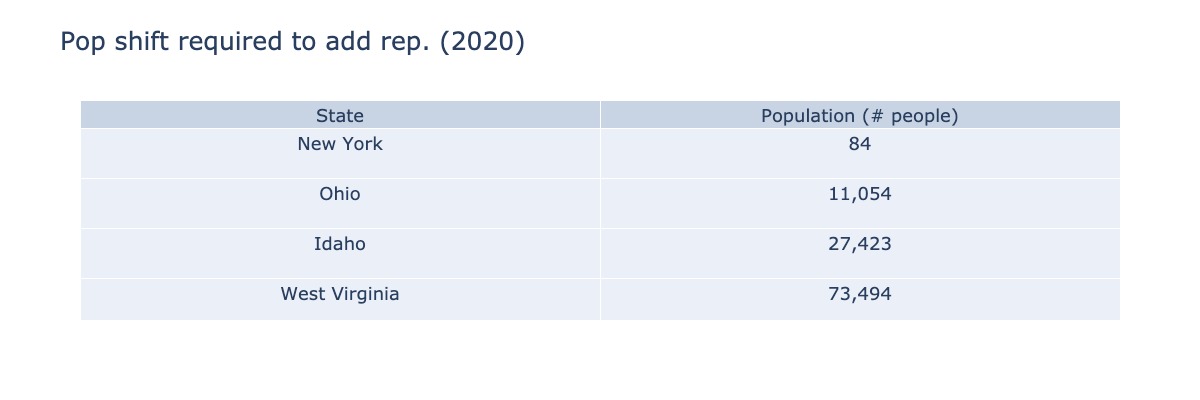 Pop shift required to add rep. (2020)
State Population (# people)
New York 84
Ohio 11,054
Idaho 27,423
West Virginia 73,494